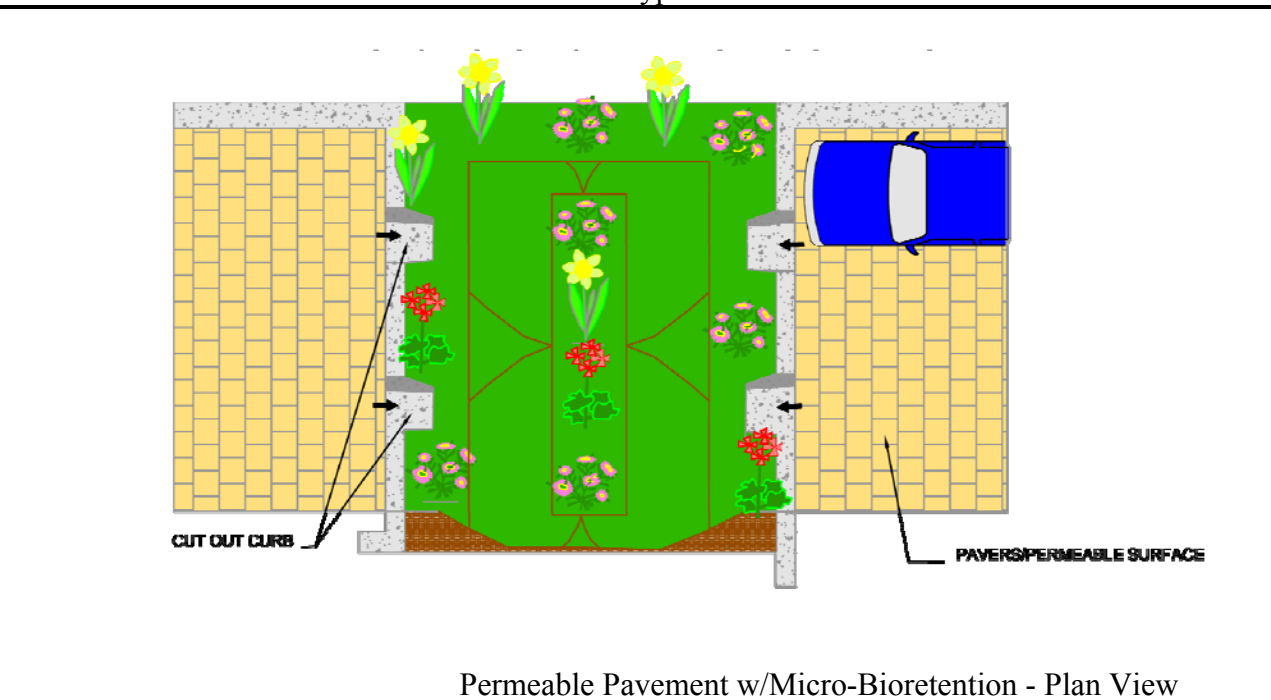 CUT OUT CURB
PAVERS/PERMEABLE SURFACE
Permeable Pavement w/Micro-Bioretention - Plan View